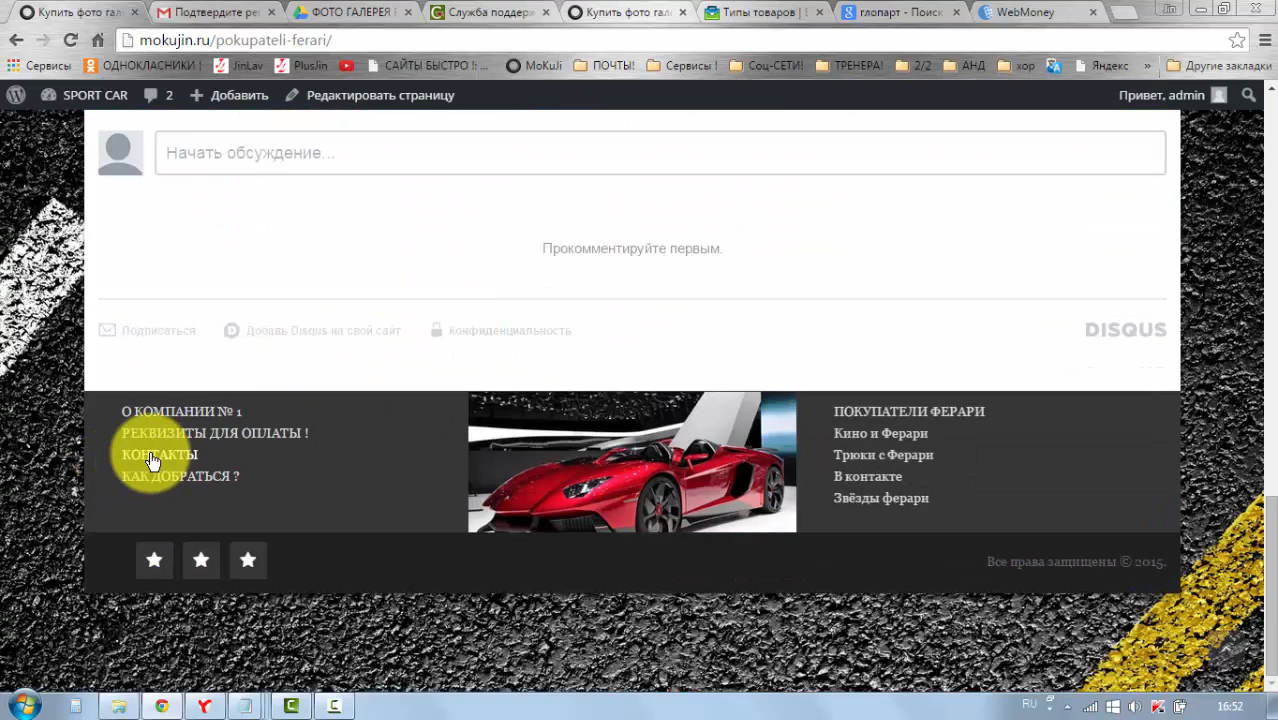 Купить фото гал
Подтвердите ре
ФОТО ГАЛЕРЕЯ
Служба поддер
Купить фото гал
Типы товаров |
глопарт - Поиск
WebMoney
Jin
mokujin.ru/pokupateli-ferari/
Сервисы
ОДНОКЛАСНИКИ
JinLav
PlusJin
САЙТЫ БЫСТРО !: ...
MoKuJi
ПОЧТЫ!
Сервисы !
Соц-СЕТИ!
ТРЕНЕРА!
2/2
АНД
хор
Яндекс
»
Другие закладки
SPORT CAR
2
Добавить
Редактировать страницу
Привет, admin
Начать обсуждение...
Прокомментируйте первым.
Подписаться
Добавь Disqus на свой сайт
Конфиденциальность
DISQUS
О КОМПАНИИ № 1
РЕКВИЗИТЫ ДЛЯ ОПЛАТЫ !
КОНТАКТЫ
КАК ДОБРАТЬСЯ ?
ПОКУПАТЕЛИ ФЕРАРИ
Кино и Ферари
Трюки с Ферари
В контакте
Звёзды ферари
Все права защищены © 2015.
RU
16:52